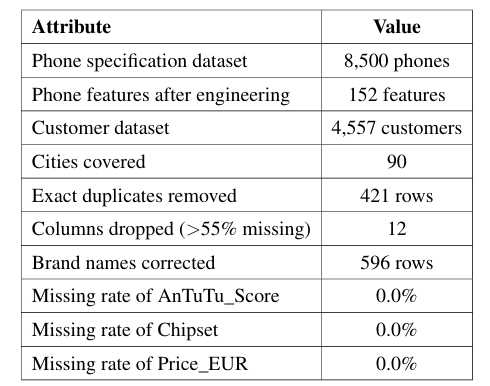 Attribute Value
Phone specification dataset 8,500 phones
Phone features after engineering 152 features
Customer dataset 4,557 customers
Cities covered 90
Exact duplicates removed 421 rows
Columns dropped (>55% missing) 12
Brand names corrected 596 rows
Missing rate of AnTuTu_Score 0.0%
Missing rate of Chipset 0.0%
Missing rate of Price_EUR 0.0%